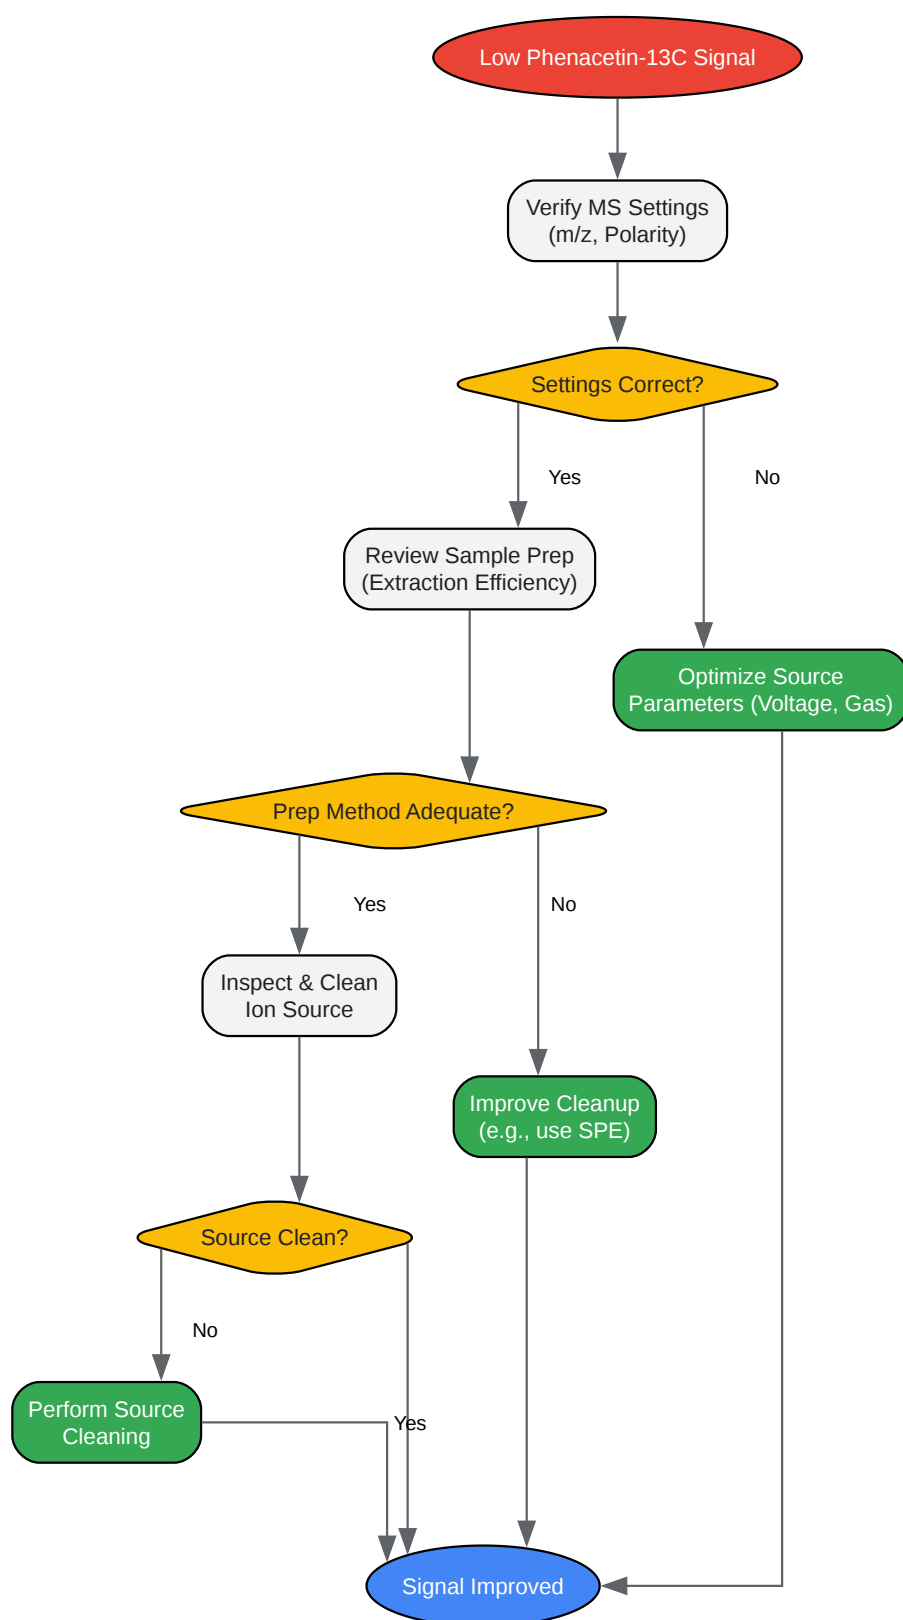 Low Phenacetin-13C Signal
Verify MS Settings
(m/z, Polarity)
Settings Correct?
Yes
No
Review Sample Prep
(Extraction Efficiency)
Optimize Source
Parameters (Voltage, Gas)
Prep Method Adequate?
Yes
No
Inspect & Clean
Ion Source
Improve Cleanup
(e.g., use SPE)
Source Clean?
No
Perform Source
Cleaning
Yes
Signal Improved